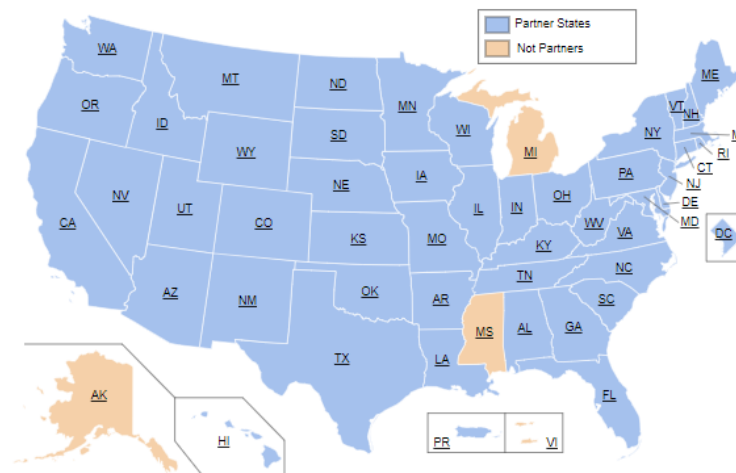 Partner States
Not Partners
WA
MT
ND
MN
ME
VT
NH
OR
ID
SD
WI
MI
NY
RI
CT
WY
IA
PA
NJ
NE
NV
UT
CO
IL
IN
OH
DE
MD
WV
VA
DC
CA
KS
MO
KY
NC
TN
AZ
NM
OK
AR
SC
MS
AL
GA
TX
LA
FL
AK
HI
PR
VI